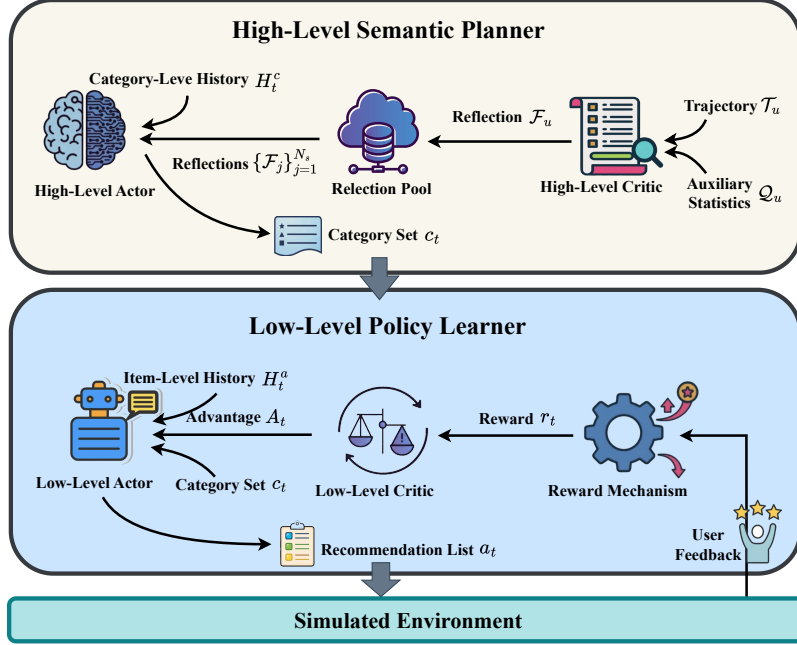 High-Level Semantic Planner
Category-Leve History $H_t^c$
Reflection $\mathcal{F}_u$
Trajectory $\mathcal{T}_u$
Reflections $\{\mathcal{F}_j\}_{j=1}^{N_s}$
High-Level Actor
Relection Pool
High-Level Critic
Auxiliary
Statistics $\mathcal{Q}_u$
Category Set $c_t$
Low-Level Policy Learner
Item-Level History $H_t^a$
Advantage $A_t$
Reward $r_t$
Low-Level Actor
Category Set $c_t$
Low-Level Critic
Reward Mechanism
User
Feedback
Recommendation List $a_t$
Simulated Environment